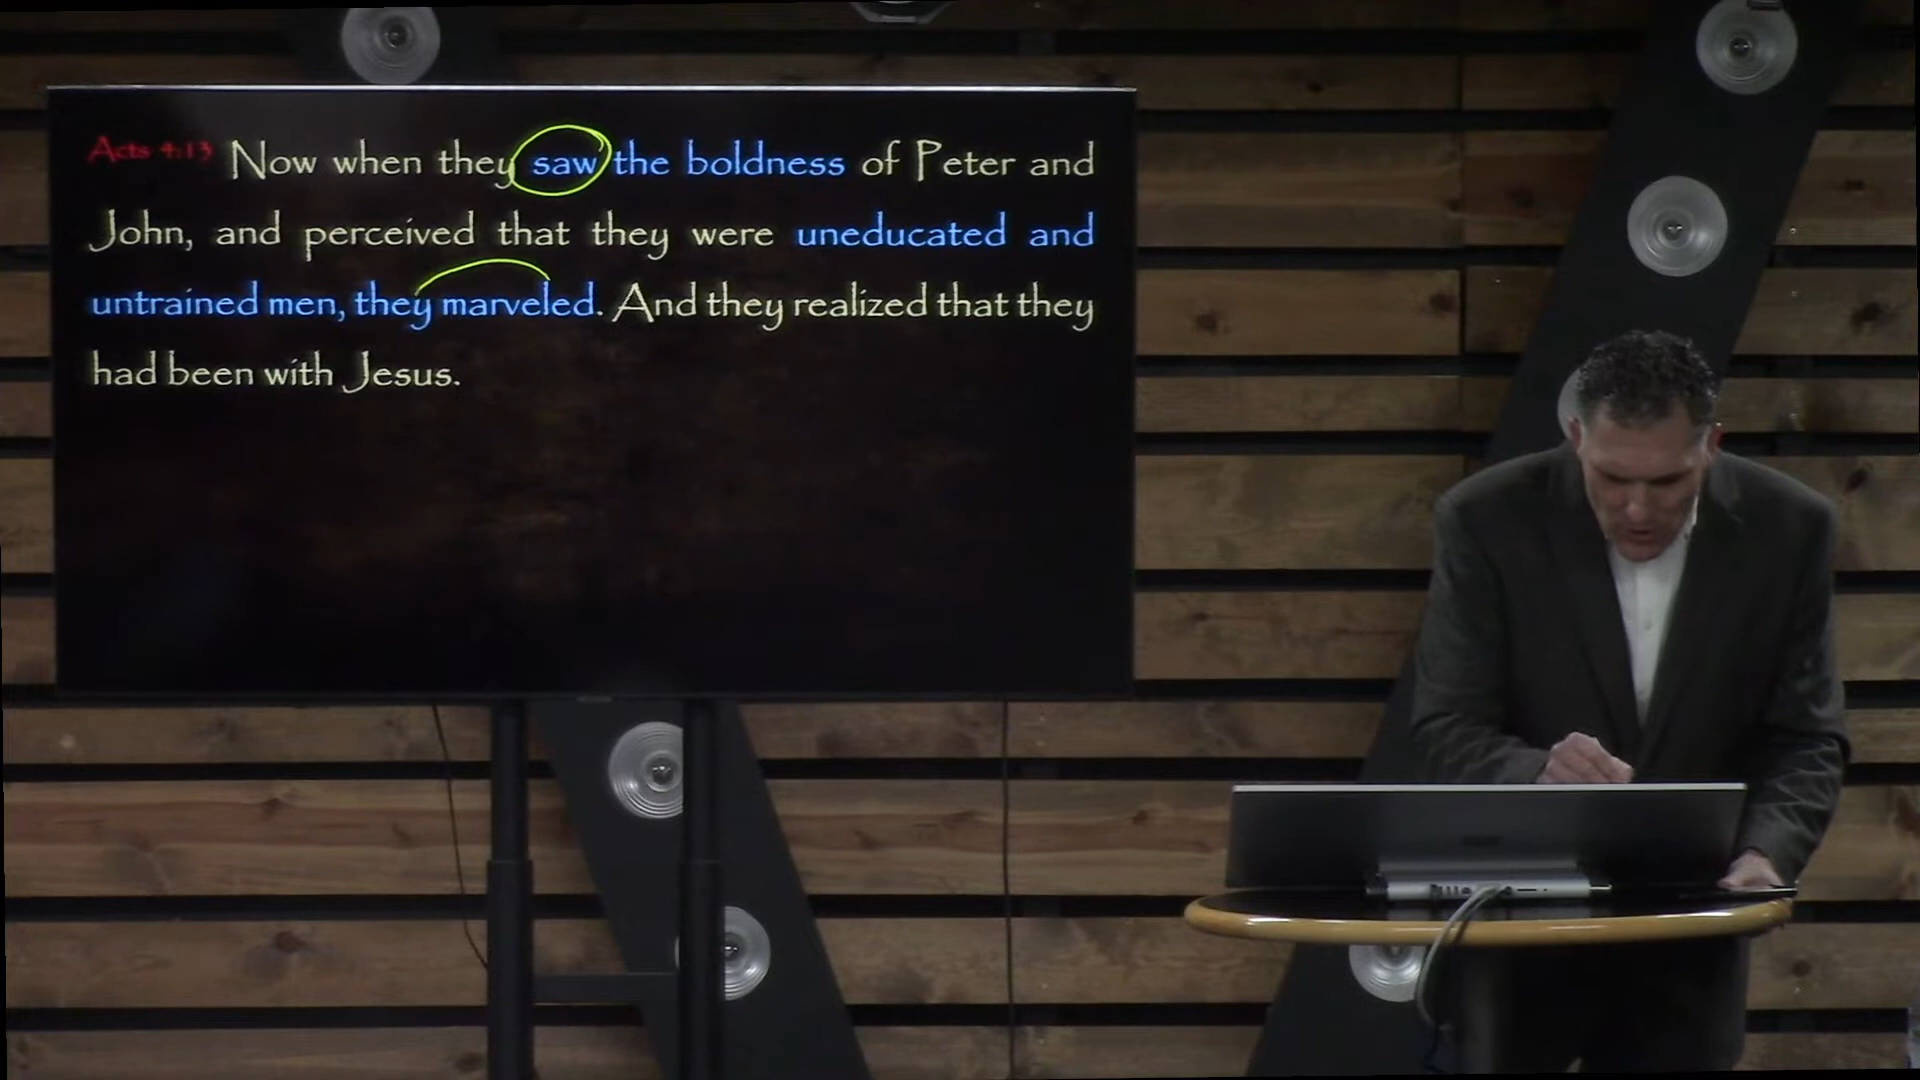 Acts 4:13 Now when they saw the boldness of Peter and
John, and perceived that they were uneducated and
untrained men, they marveled. And they realized that they
had been with Jesus.